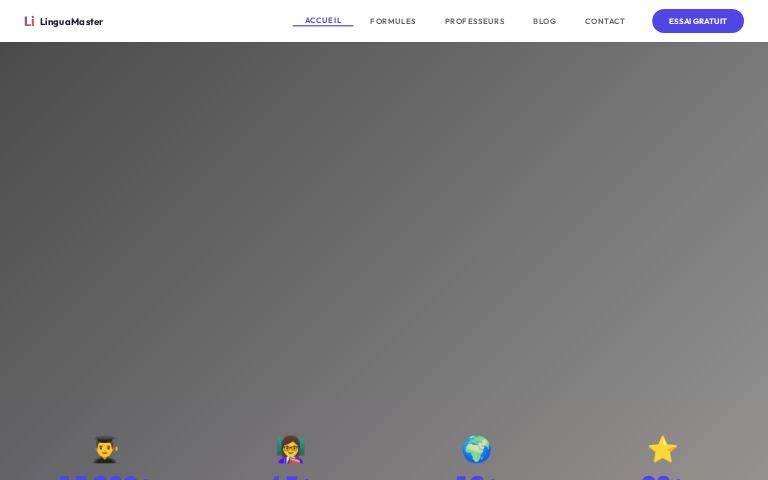 Li LinguaMaster
ACCUEIL
FORMULES
PROFESSEURS
BLOG
CONTACT
ESSAI GRATUIT